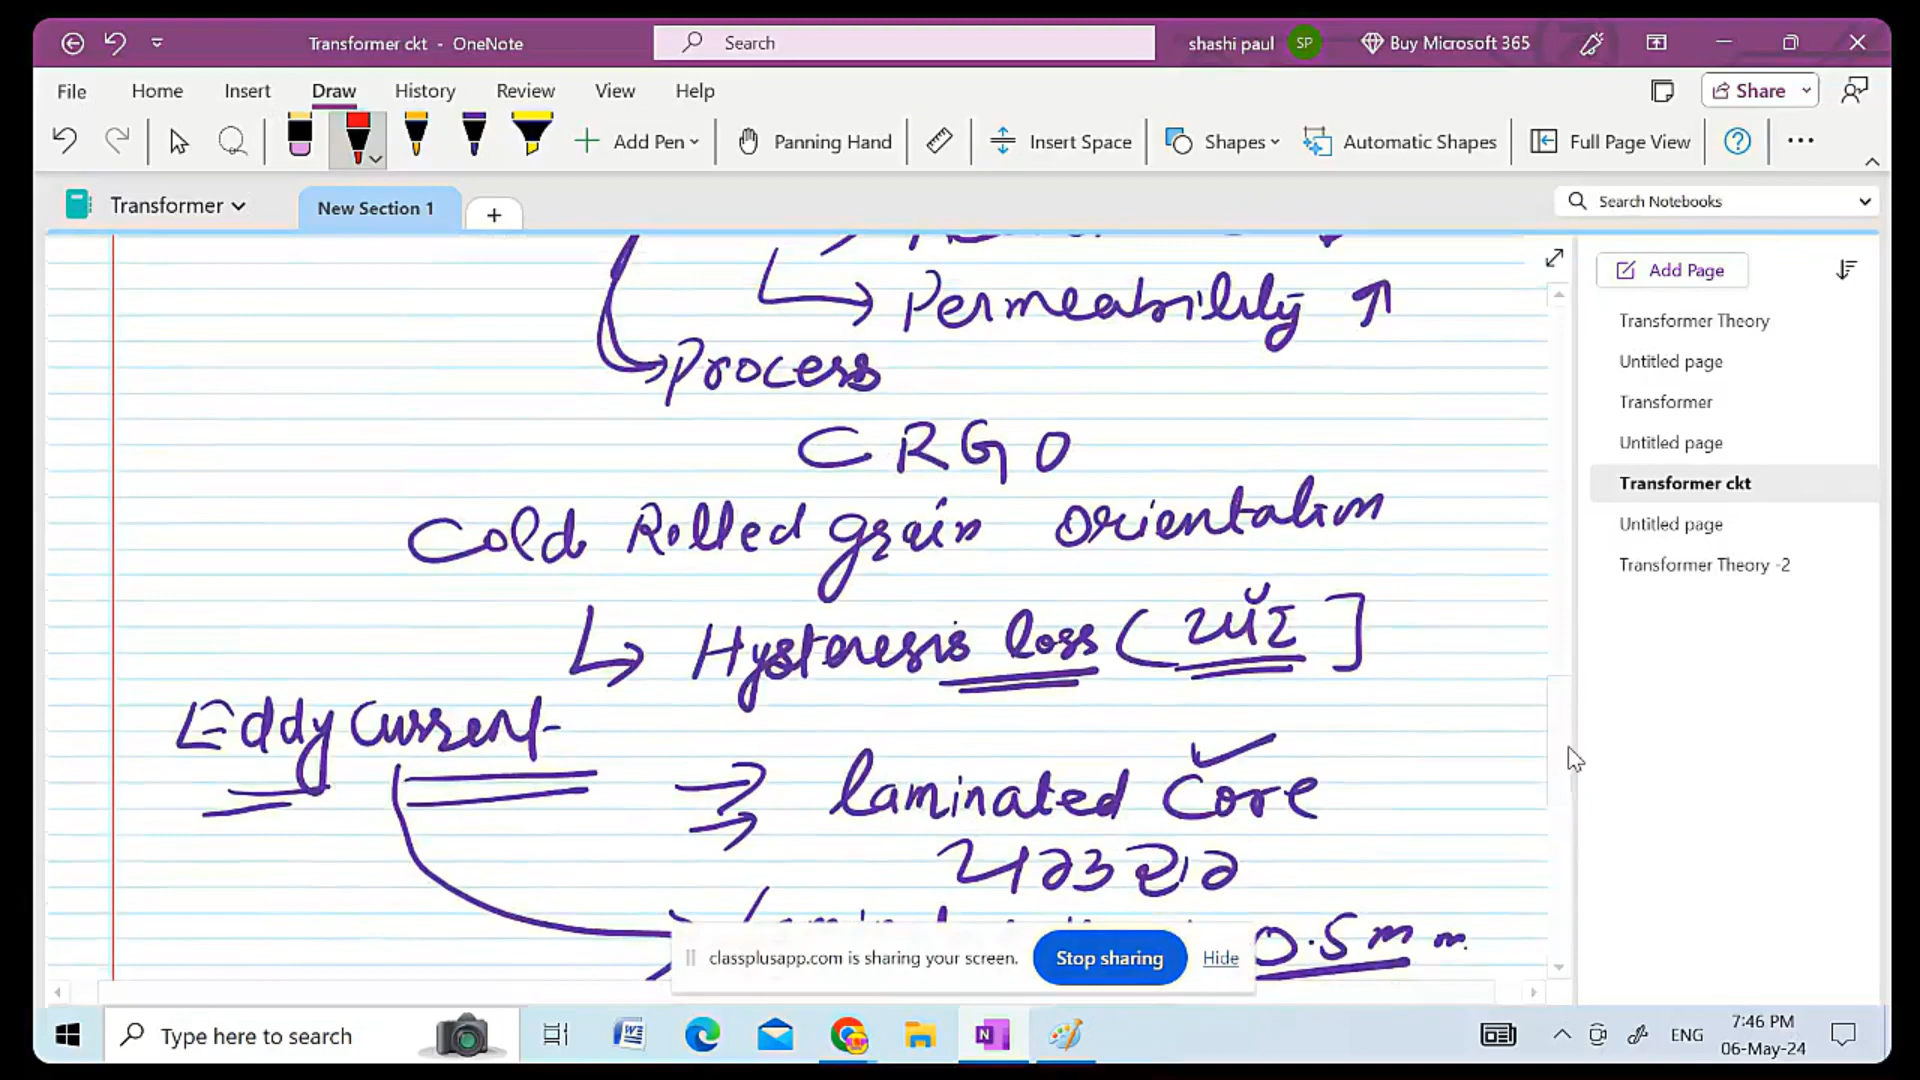 Transformer ckt - OneNote
Search
shashi paul
SP
Buy Microsoft 365
File Home Insert Draw History Review View Help
Share
Add Pen
Panning Hand
Insert Space
Shapes
Automatic Shapes
Full Page View
Transformer
New Section 1
Search Notebooks
Add Page
Transformer Theory
Untitled page
Transformer
Untitled page
Transformer ckt
Untitled page
Transformer Theory -2
Permeability ↑
Process
CRGO
Cold Rolled grain orientation
Hysteresis loss
Eddy Current
laminated Core
0.5 m m.
classplusapp.com is sharing your screen.
Stop sharing
Hide
Type here to search
ENG
7:46 PM
06-May-24